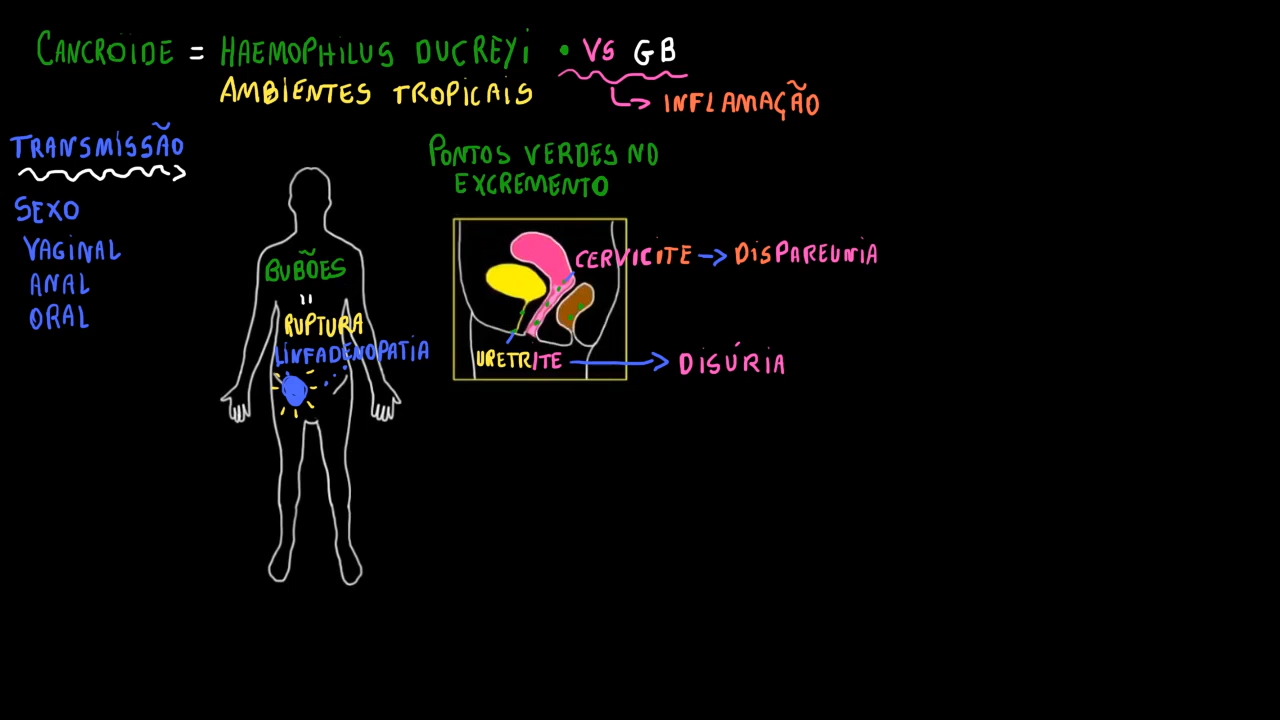 CANCRÖIDE = HAEMOPHILUS DUCREYI • VS GB
AMBIENTES TROPICAIS
INFLAMAÇÃO
TRANSMISSÃO
SEXO
VAGINAL
ANAL
ORAL
BUBÕES
RUPTURA
LINFADENOPATIA
PONTOS VERDES NO
EXCREMENTO
CERVICITE → DISPAREUNIA
URETRITE → DISÚRIA